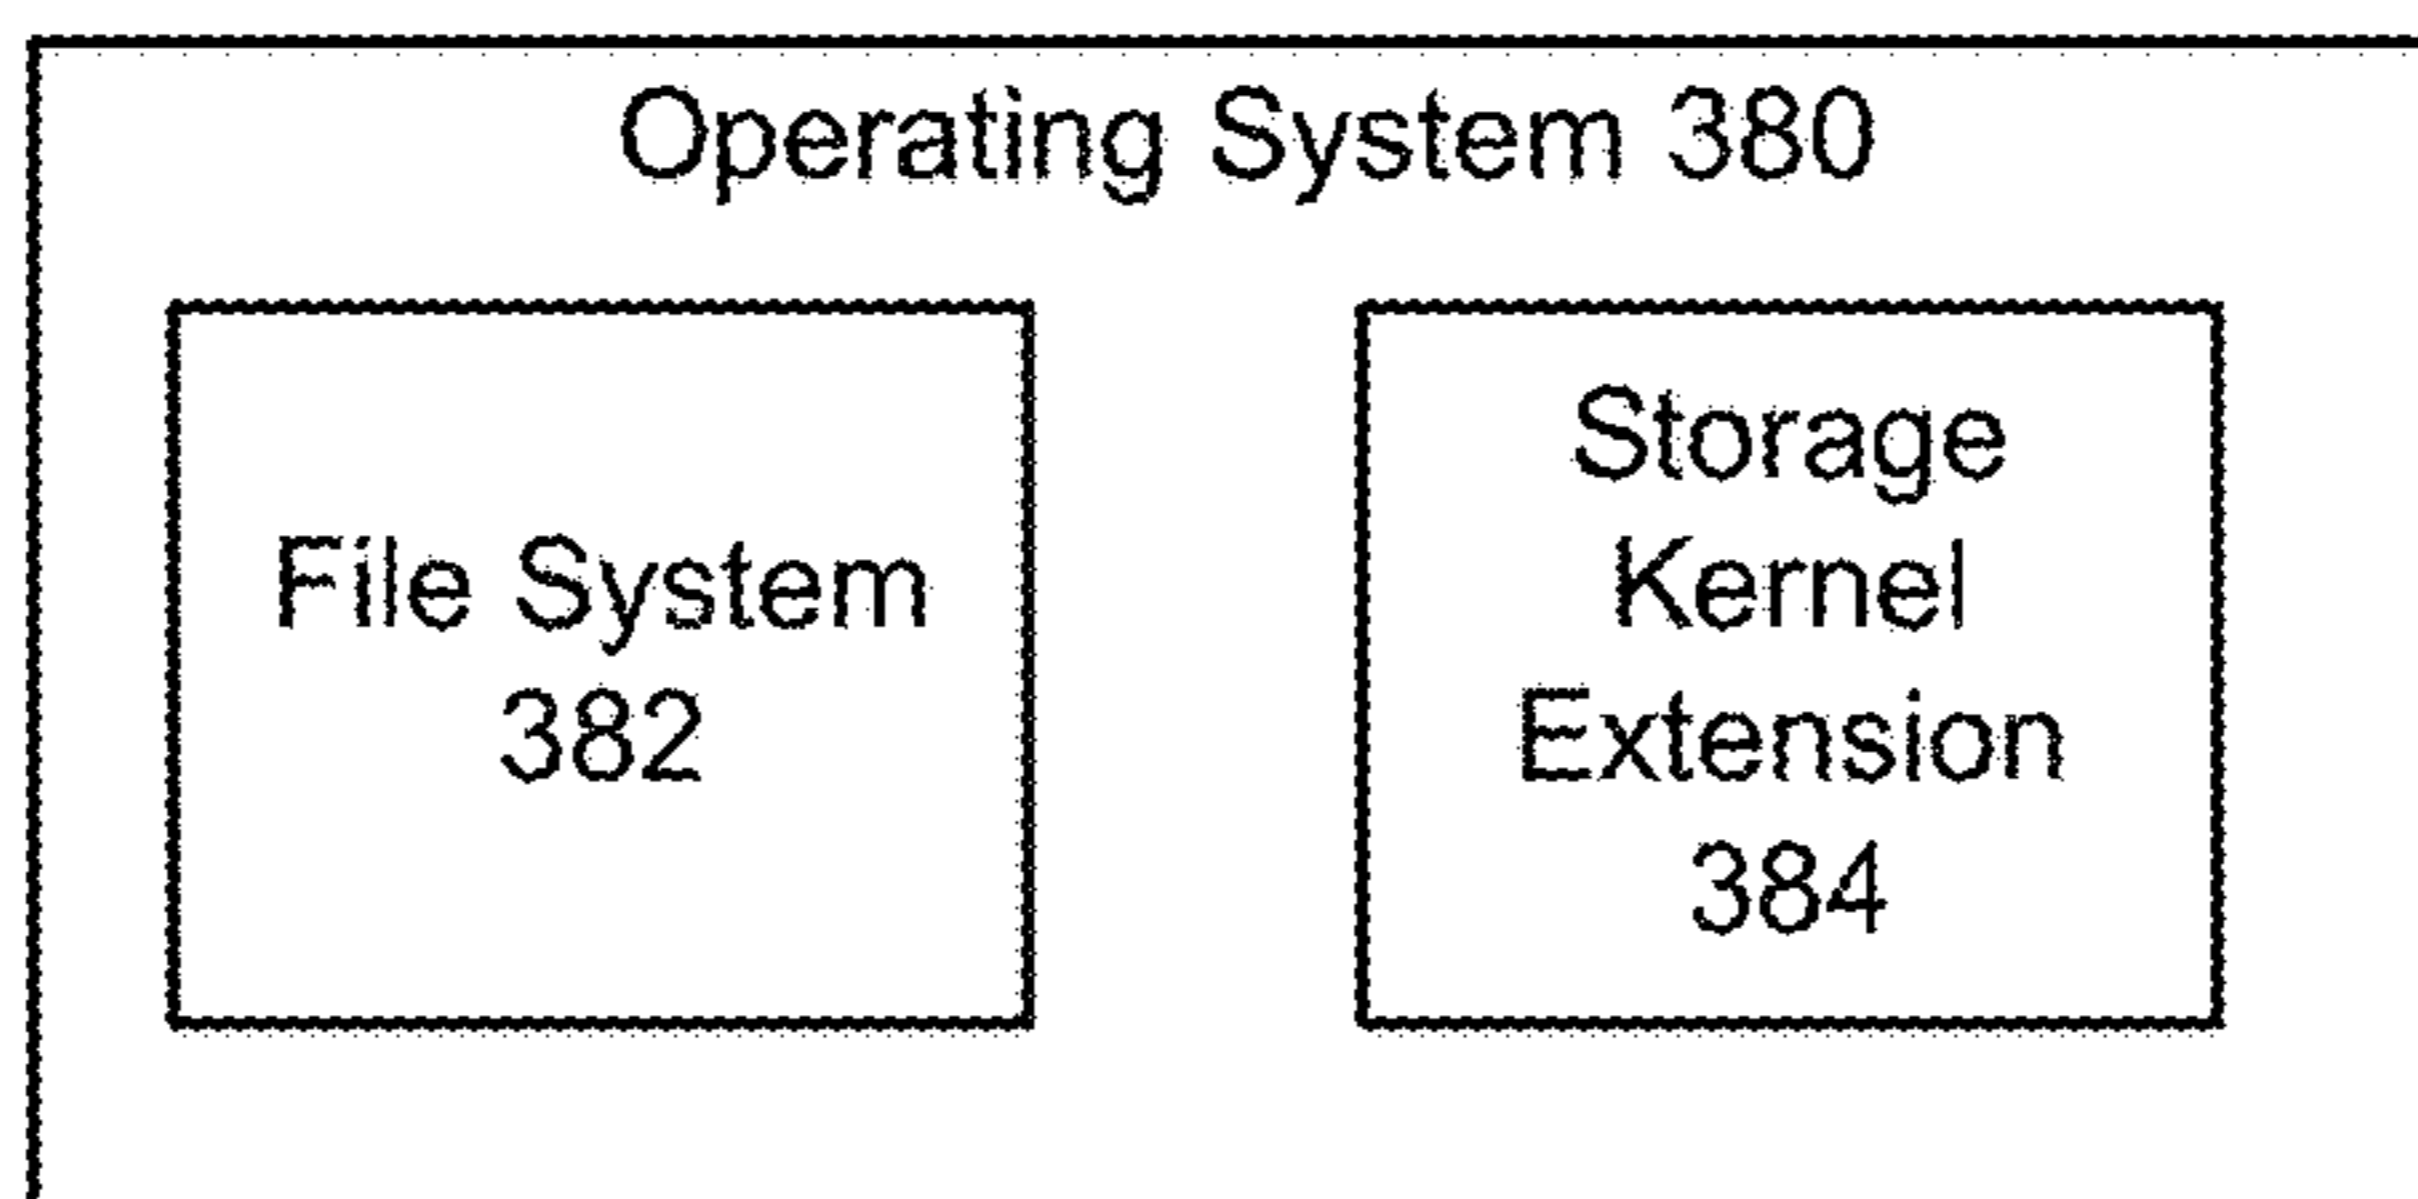 Operating System 380
File System
382
Storage
Kernel
Extension
384